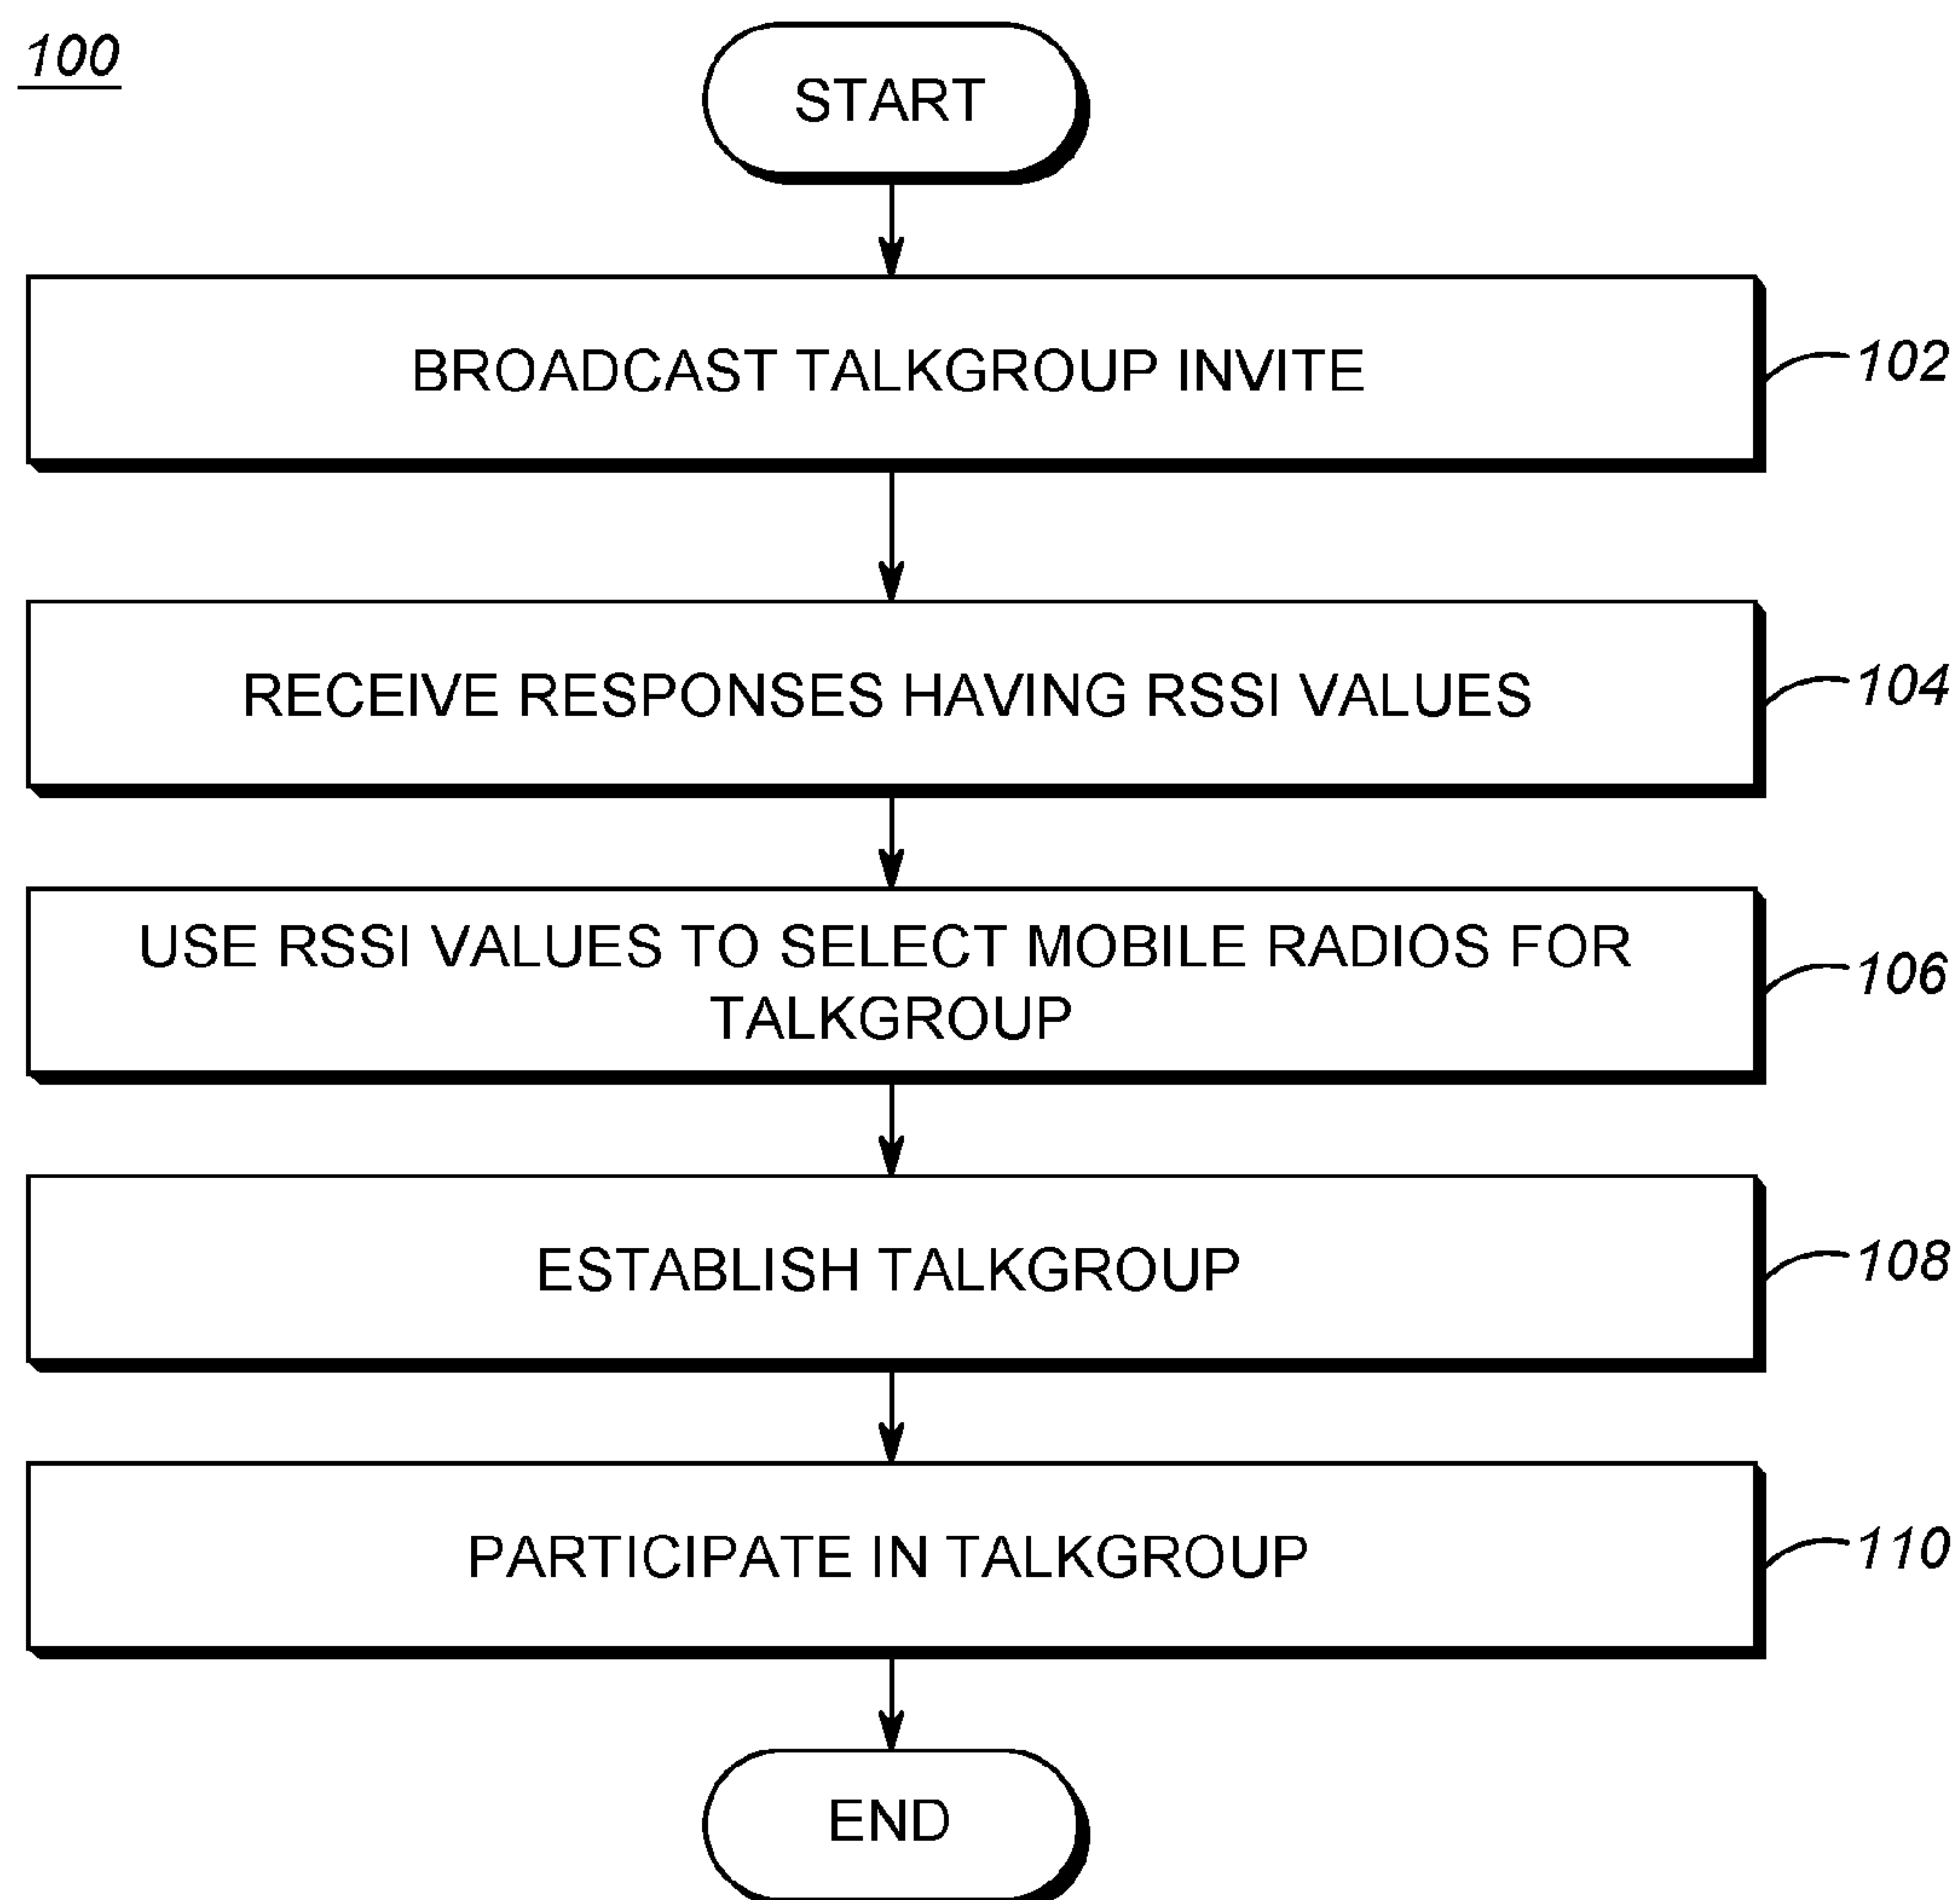 100
START
BROADCAST TALKGROUP INVITE
102
RECEIVE RESPONSES HAVING RSSI VALUES
104
USE RSSI VALUES TO SELECT MOBILE RADIOS FOR
TALKGROUP
106
ESTABLISH TALKGROUP
108
PARTICIPATE IN TALKGROUP
110
END